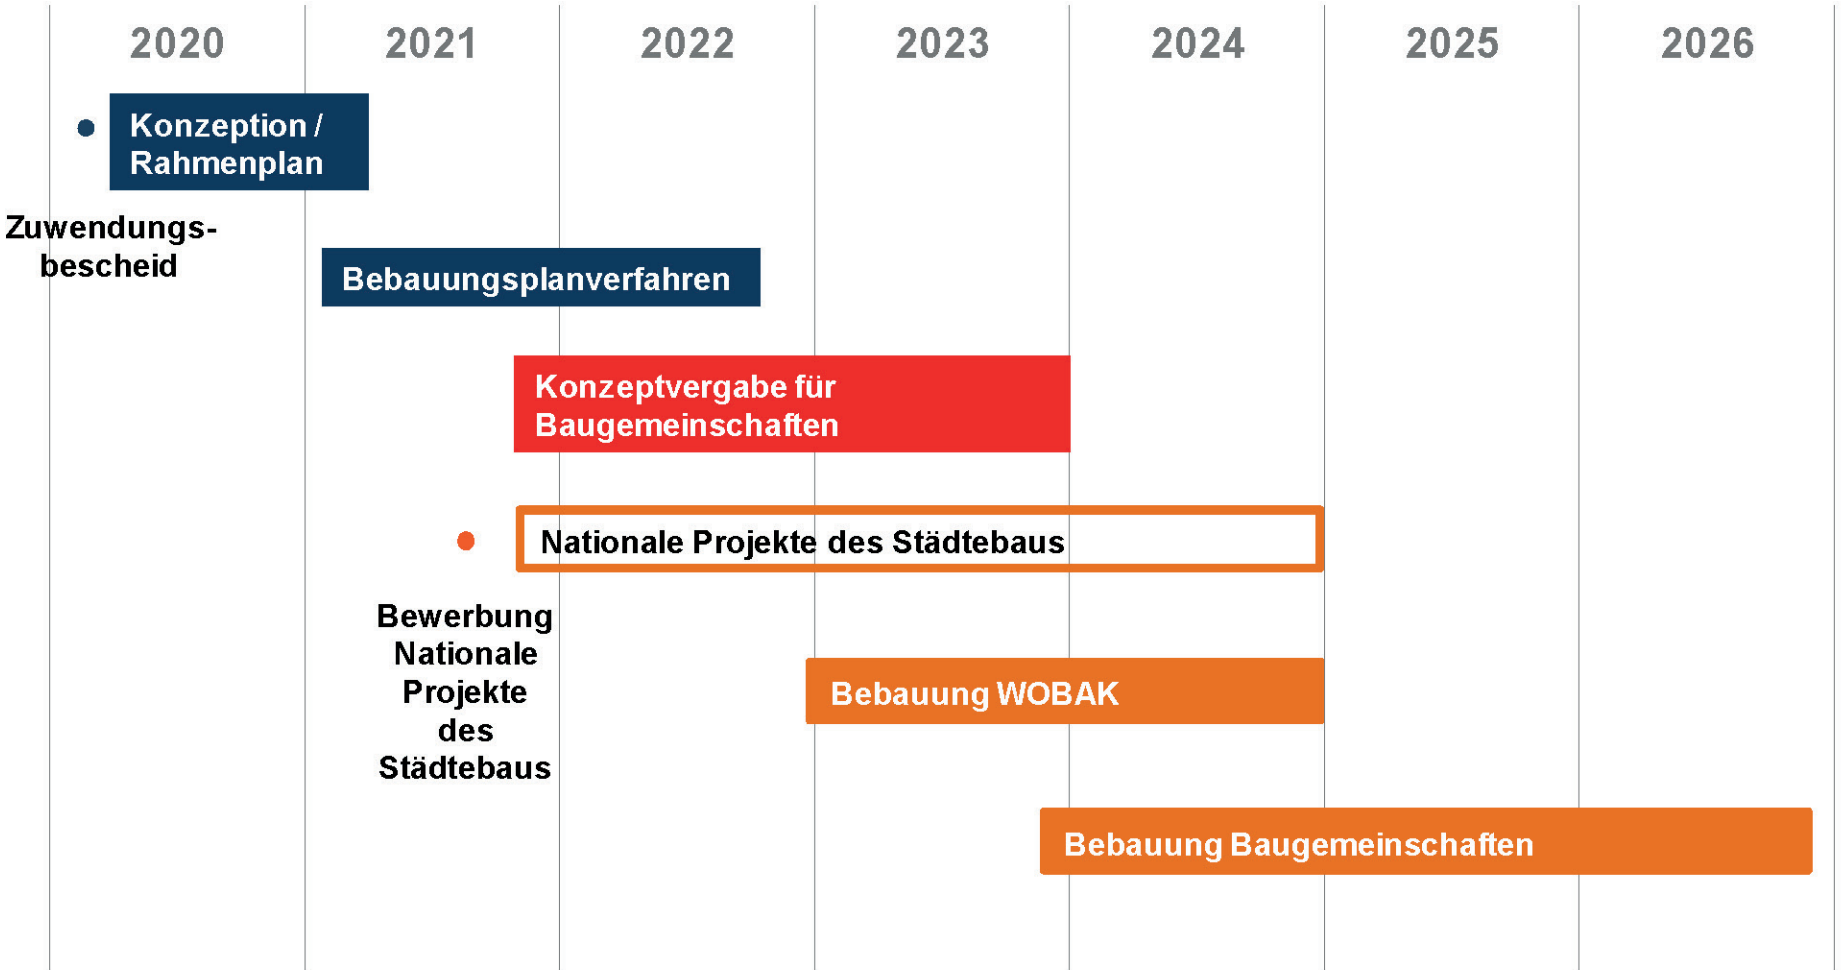 2020 2021 2022 2023 2024 2025 2026
Konzeption /
Rahmenplan
Zuwendungs-
bescheid
Bebauungsplanverfahren
Konzeptvergabe für
Baugemeinschaften
Nationale Projekte des Städtebaus
Bewerbung
Nationale
Projekte
des
Städtebaus
Bebauung WOBAK
Bebauung Baugemeinschaften